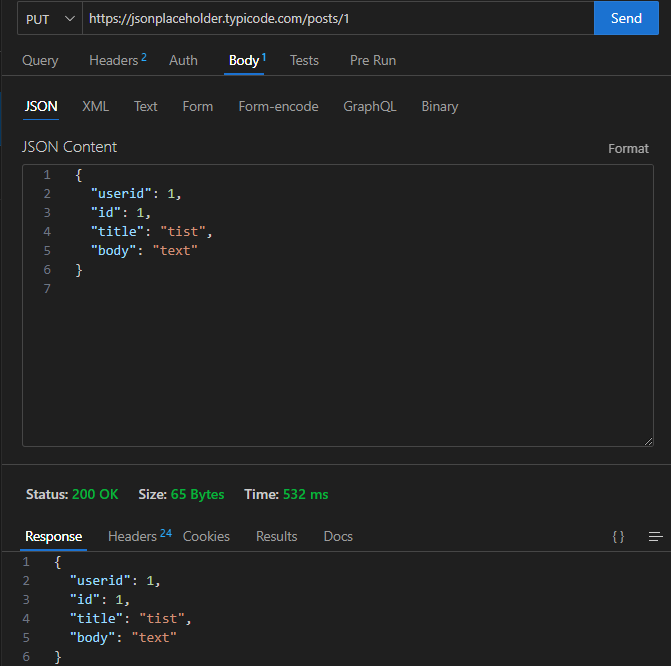 PUT https://jsonplaceholder.typicode.com/posts/1 Send
Query Headers 2 Auth Body 1 Tests Pre Run
JSON XML Text Form Form-encode GraphQL Binary
JSON Content Format
1 {
2 "userid": 1,
3 "id": 1,
4 "title": "tist",
5 "body": "text"
6 }
7
Status: 200 OK Size: 65 Bytes Time: 532 ms
Response Headers 24 Cookies Results Docs { }
1 {
2 "userid": 1,
3 "id": 1,
4 "title": "tist",
5 "body": "text"
6 }